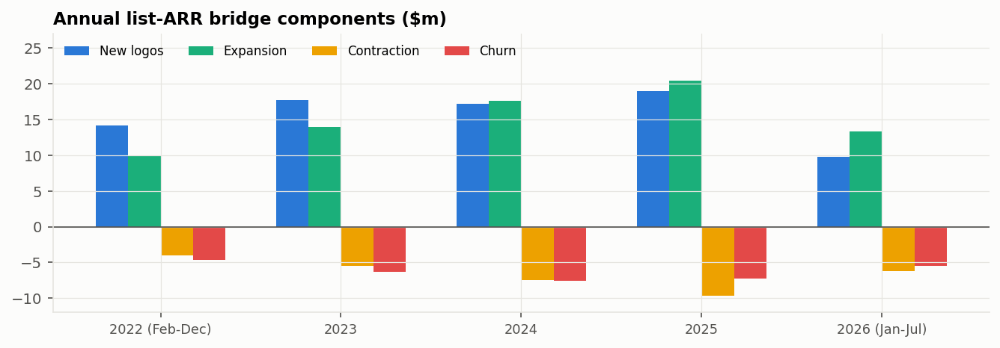 Annual list-ARR bridge components ($m)
New logos Expansion Contraction Churn
25
20
15
10
5
0
−5
−10
2022 (Feb-Dec) 2023 2024 2025 2026 (Jan-Jul)